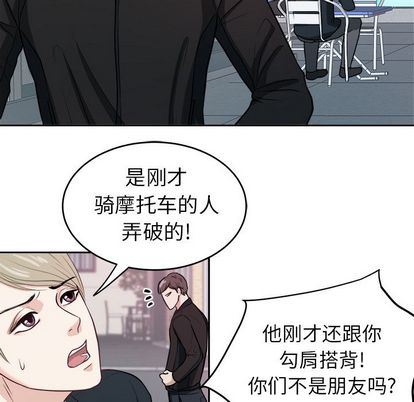 是刚才
骑摩托车的人
弄破的!
他刚才还跟你
勾肩搭背!
你们不是朋友吗?